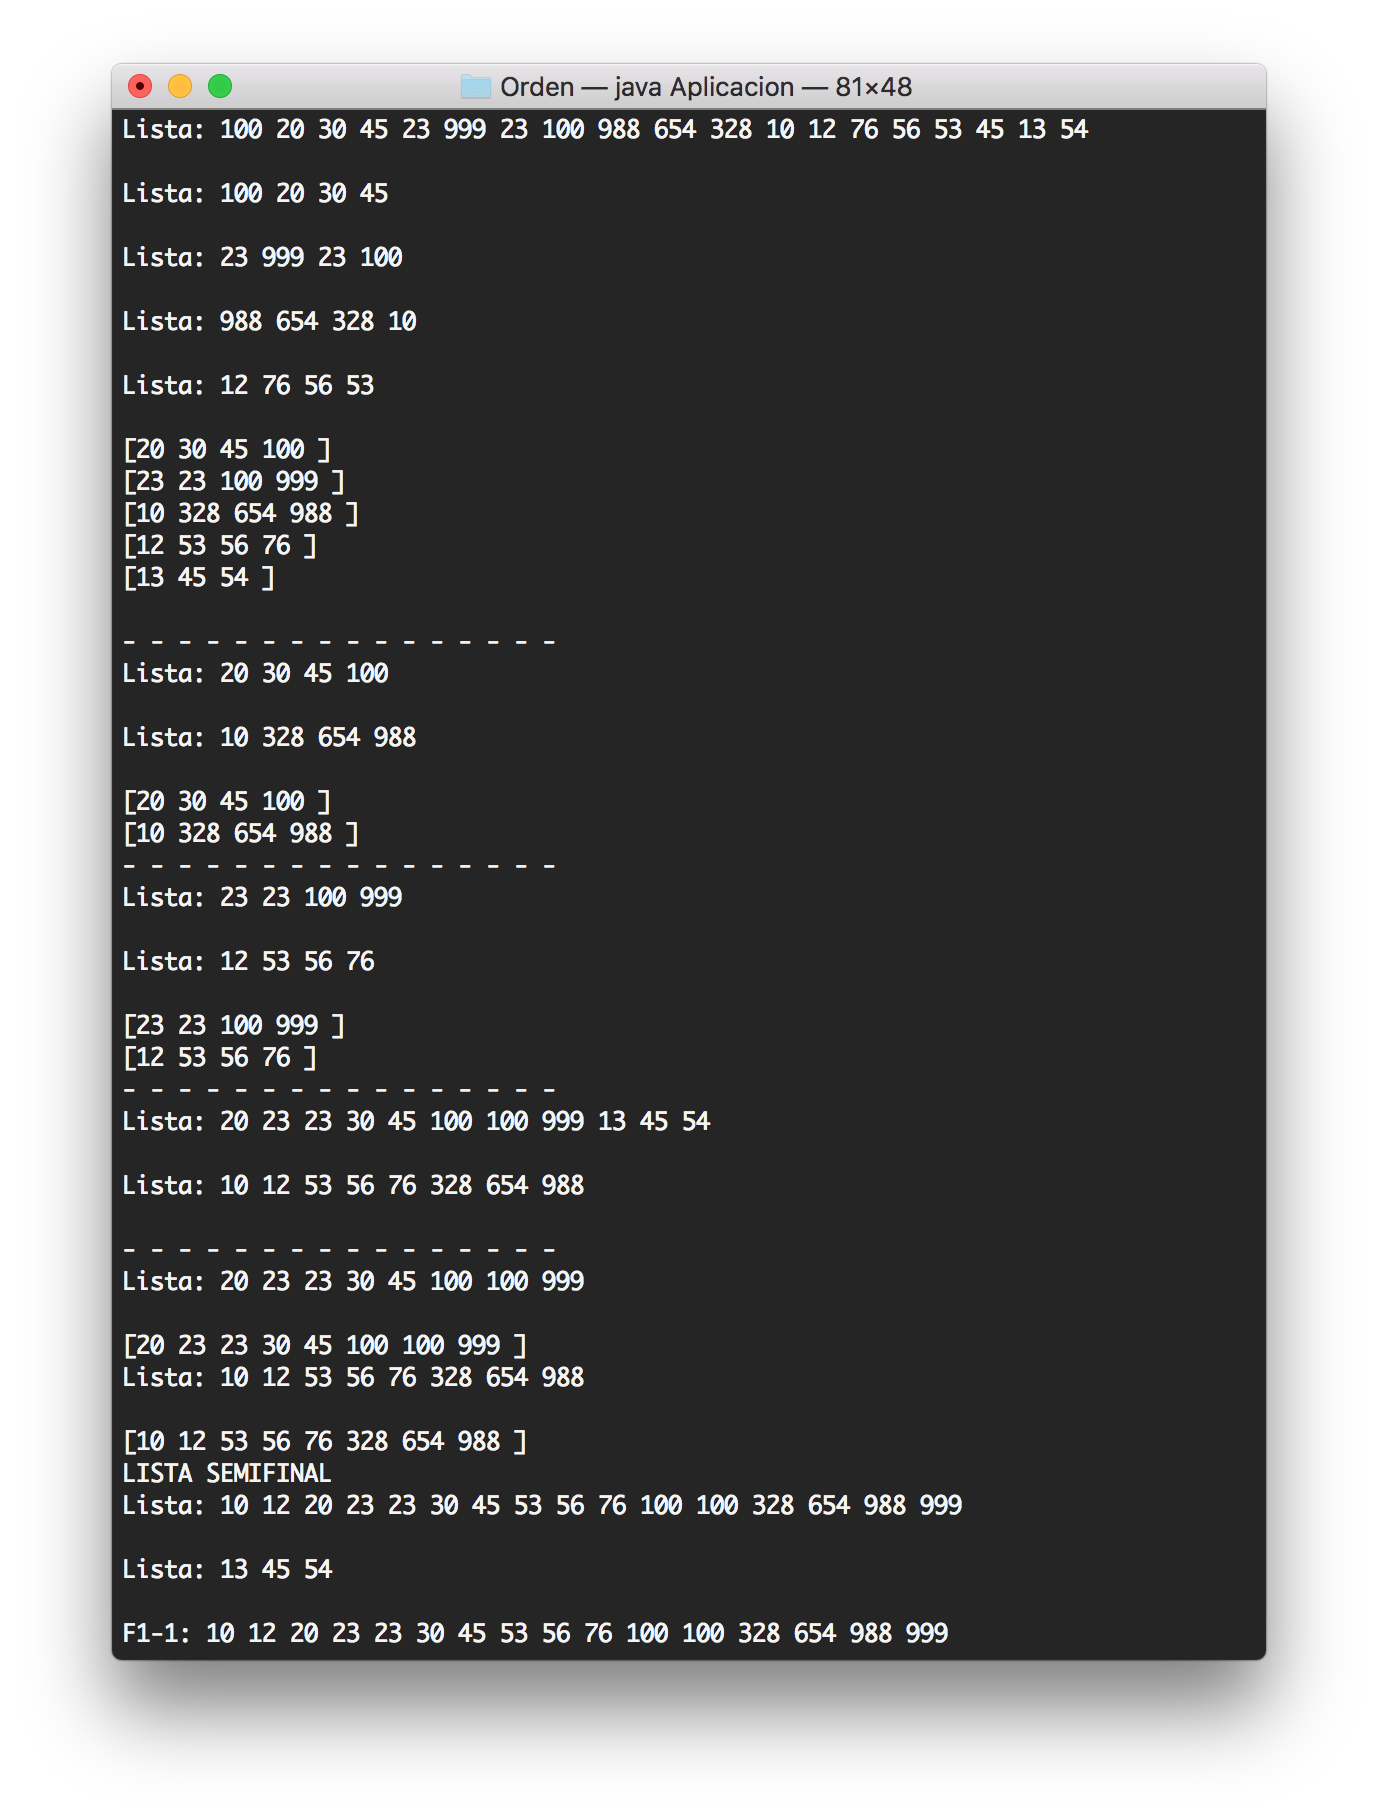 Orden — java Aplicacion — 81×48
Lista: 100 20 30 45 23 999 23 100 988 654 328 10 12 76 56 53 45 13 54
Lista: 100 20 30 45
Lista: 23 999 23 100
Lista: 988 654 328 10
Lista: 12 76 56 53
[20 30 45 100 ]
[23 23 100 999 ]
[10 328 654 988 ]
[12 53 56 76 ]
[13 45 54 ]
- - - - - - - - - - - - - - - -
Lista: 20 30 45 100
Lista: 10 328 654 988
[20 30 45 100 ]
[10 328 654 988 ]
- - - - - - - - - - - - - - - -
Lista: 23 23 100 999
Lista: 12 53 56 76
[23 23 100 999 ]
[12 53 56 76 ]
- - - - - - - - - - - - - - - -
Lista: 20 23 23 30 45 100 100 999 13 45 54
Lista: 10 12 53 56 76 328 654 988
- - - - - - - - - - - - - - - -
Lista: 20 23 23 30 45 100 100 999
[20 23 23 30 45 100 100 999 ]
Lista: 10 12 53 56 76 328 654 988
[10 12 53 56 76 328 654 988 ]
LISTA SEMIFINAL
Lista: 10 12 20 23 23 30 45 53 56 76 100 100 328 654 988 999
Lista: 13 45 54
F1-1: 10 12 20 23 23 30 45 53 56 76 100 100 328 654 988 999